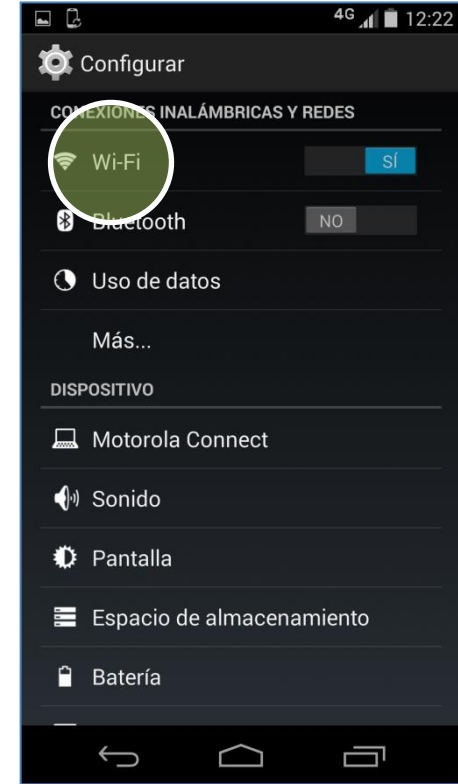 4G 12:22
Configurar
CONEXIONES INALÁMBRICAS Y REDES
Wi-Fi SÍ
Bluetooth NO
Uso de datos
Más...
DISPOSITIVO
Motorola Connect
Sonido
Pantalla
Espacio de almacenamiento
Batería